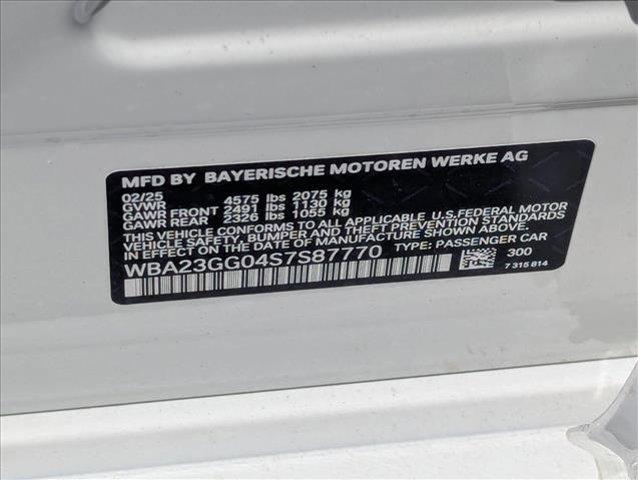 MFD BY BAYERISCHE MOTOREN WERKE AG
02/25
GVWR 4575 lbs 2075 kg
GAWR FRONT 2491 lbs 1130 kg
GAWR REAR 2326 lbs 1055 kg
THIS VEHICLE CONFORMS TO ALL APPLICABLE U.S.FEDERAL MOTOR
VEHICLE SAFETY, BUMPER AND THEFT PREVENTION STANDARDS
IN EFFECT ON THE DATE OF MANUFACTURE SHOWN ABOVE.
WBA23GG04S7S87770 TYPE: PASSENGER CAR
300
7 315 814